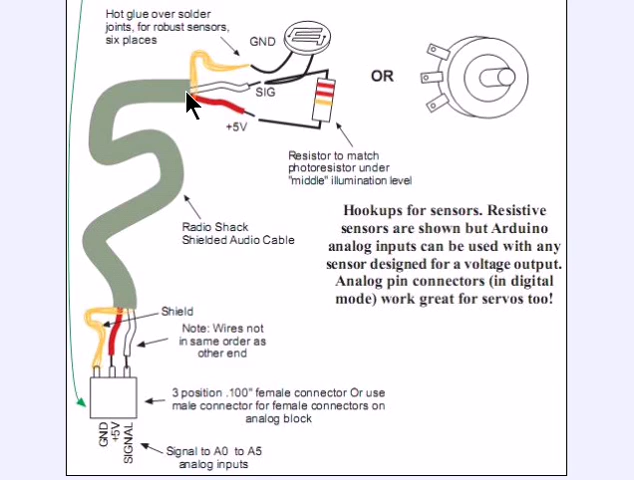 Hot glue over solder
joints, for robust sensors,
six places
GND
SIG
+5V
OR
Resistor to match
photoresistor under
"middle" illumination level
Radio Shack
Shielded Audio Cable
Hookups for sensors. Resistive
sensors are shown but Arduino
analog inputs can be used with any
sensor designed for a voltage output.
Analog pin connectors (in digital
mode) work great for servos too!
Shield
Note: Wires not
in same order as
other end
3 position .100" female connector Or use
male connector for female connectors on
analog block
GND
+5V
SIGNAL
Signal to A0 to A5
analog inputs